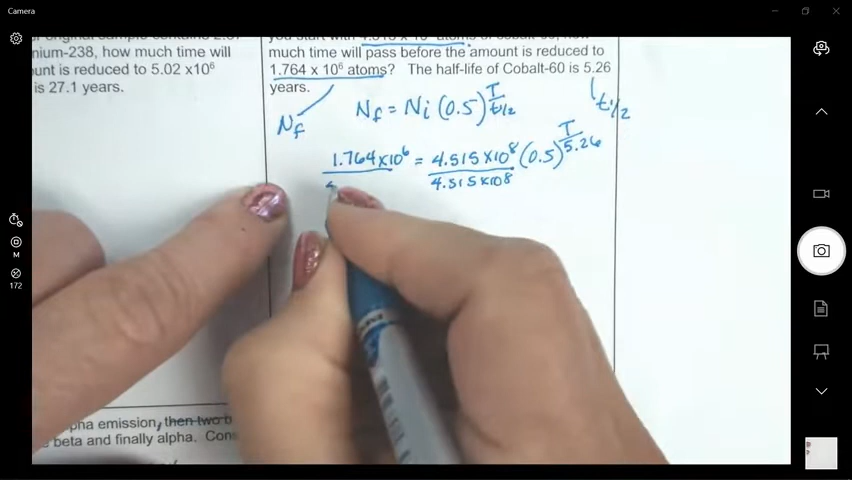 Camera
nium-238, how much time will
unt is reduced to 5.02 x10⁶
is 27.1 years.
much time will pass before the amount is reduced to
1.764 x 10⁶ atoms? The half-life of Cobalt-60 is 5.26
years.
t1/2
Nf
Nf = Ni (0.5)^T/t1/2
1.764x10⁶ = 4.515x10⁸ (0.5)^T/5.26
4.515x10⁸
M
172
pha emission, then two b
beta and finally alpha. Con